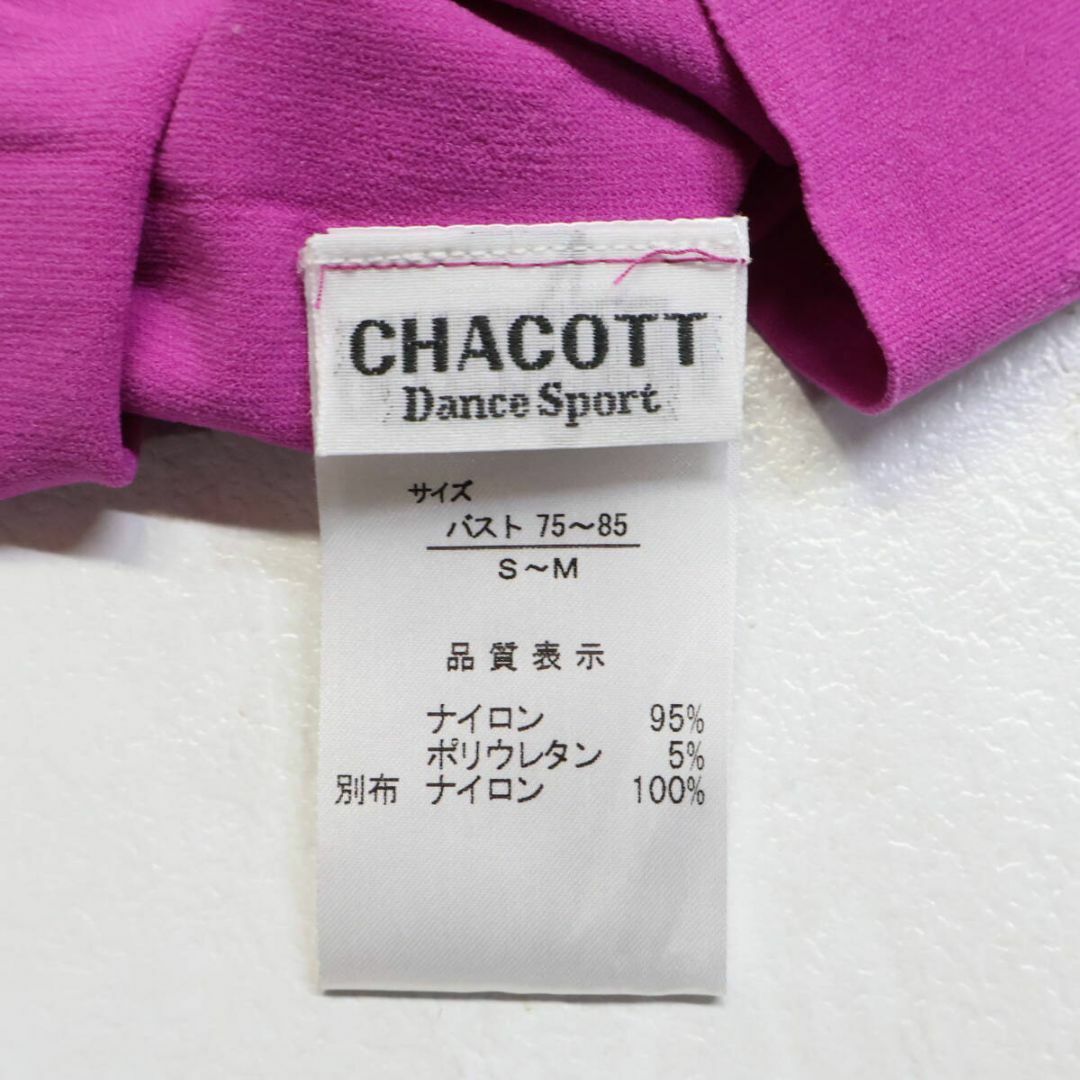 CHACOTT
Dance Sport
サイズ
バスト 75～85
S～M
品質表示
ナイロン 95%
ポリウレタン 5%
別布 ナイロン 100%